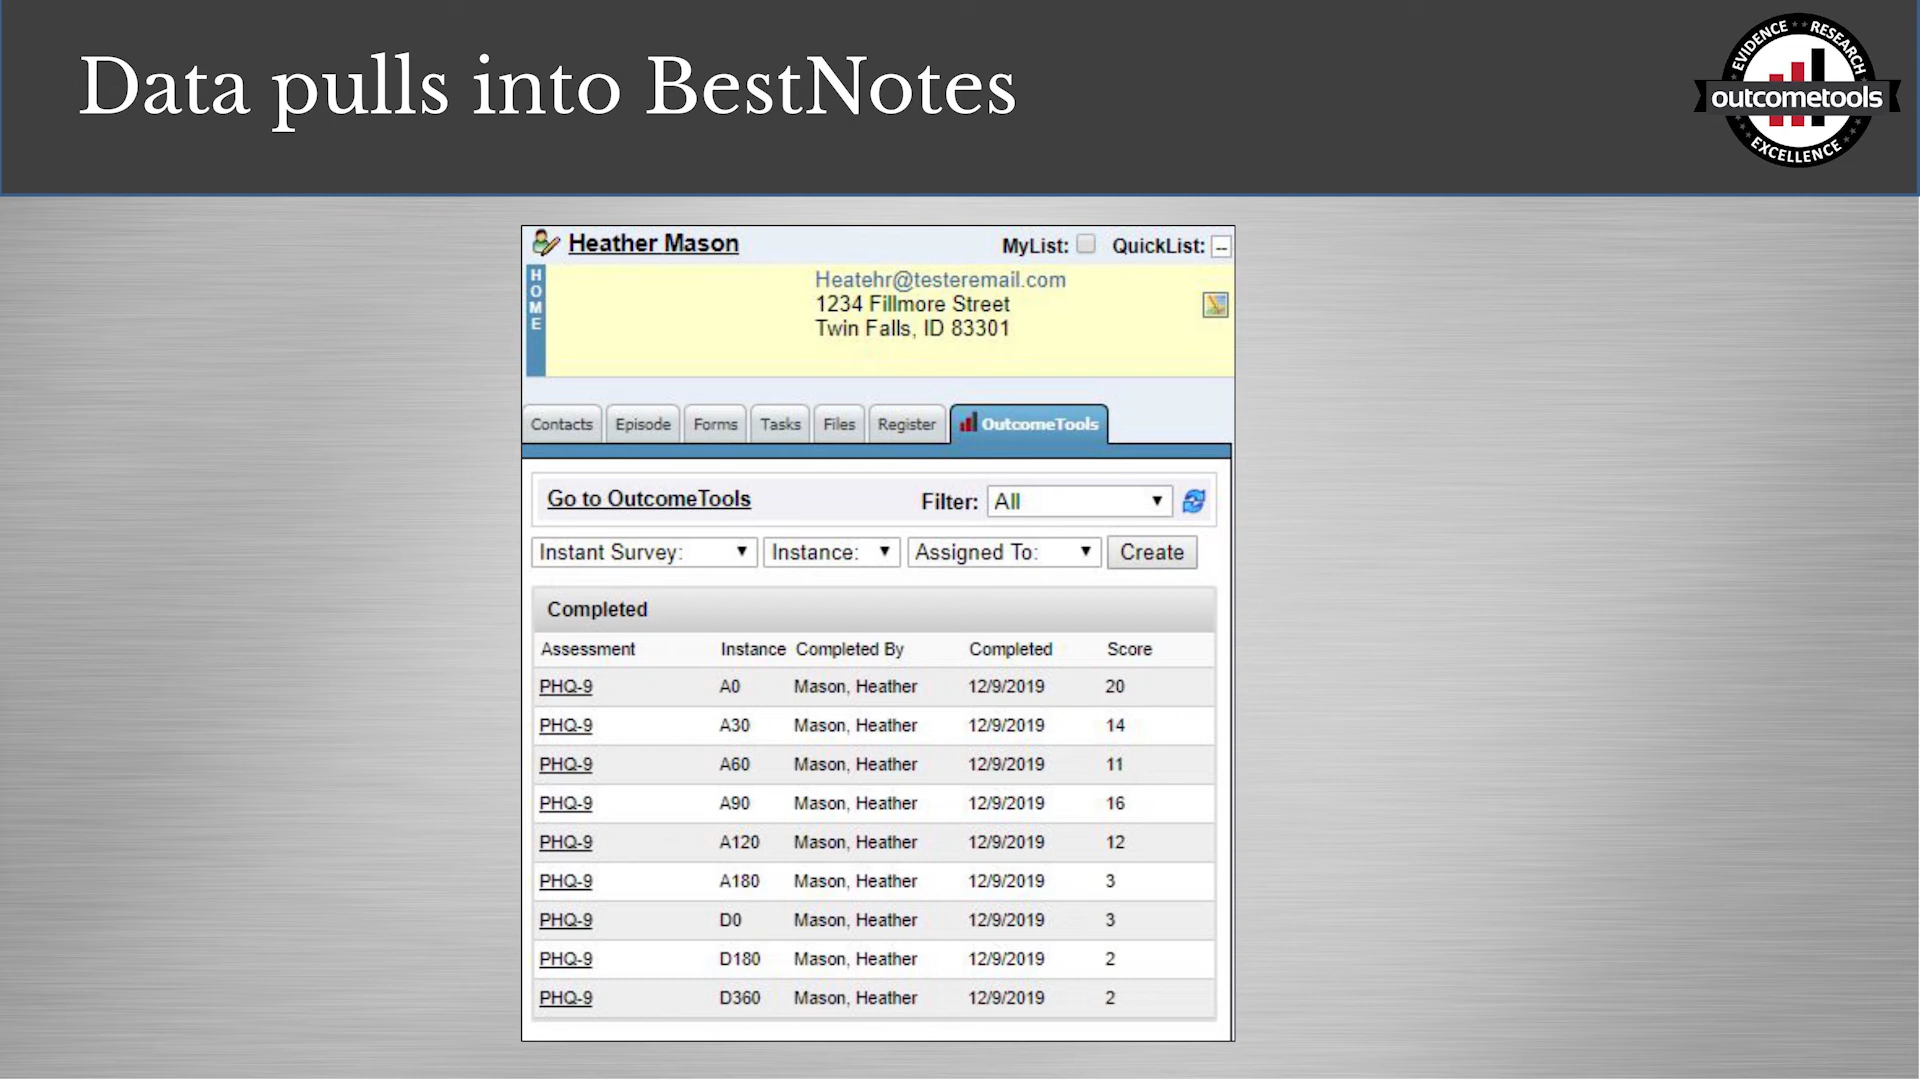 Data pulls into BestNotes
EVIDENCE ★★ RESEARCH
outcometools
EXCELLENCE
Heather Mason MyList: QuickList: --
HOME
Heatehr@testeremail.com
1234 Fillmore Street
Twin Falls, ID 83301
Contacts Episode Forms Tasks Files Register OutcomeTools
Go to OutcomeTools Filter: All
Instant Survey: Instance: Assigned To: Create
Completed
Assessment Instance Completed By Completed Score
PHQ-9 A0 Mason, Heather 12/9/2019 20
PHQ-9 A30 Mason, Heather 12/9/2019 14
PHQ-9 A60 Mason, Heather 12/9/2019 11
PHQ-9 A90 Mason, Heather 12/9/2019 16
PHQ-9 A120 Mason, Heather 12/9/2019 12
PHQ-9 A180 Mason, Heather 12/9/2019 3
PHQ-9 D0 Mason, Heather 12/9/2019 3
PHQ-9 D180 Mason, Heather 12/9/2019 2
PHQ-9 D360 Mason, Heather 12/9/2019 2